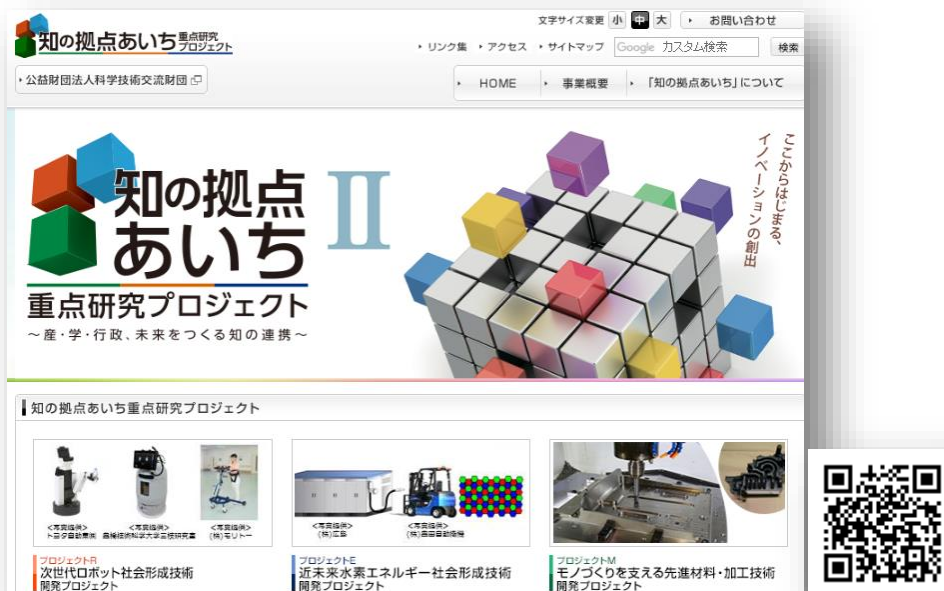 知の拠点あいち重点研究プロジェクト
文字サイズ変更 小 中 大 お問い合わせ
リンク集 アクセス サイトマップ Google カスタム検索 検索
公益財団法人科学技術交流財団
HOME 事業概要 「知の拠点あいち」について
知の拠点
あいち
II
重点研究プロジェクト
～産・学・行政、未来をつくる知の連携～
ここからはじまる、
イノベーションの創出
知の拠点あいち重点研究プロジェクト
<写真提供>
トヨタ自動車㈱
<写真提供>
<写真提供>
(株)モリトー
<写真提供>
<写真提供>
(株)豊田自動織機
プロジェクトR
次世代ロボット社会形成技術
開発プロジェクト
プロジェクトE
近未来水素エネルギー社会形成技術
開発プロジェクト
プロジェクトM
モノづくりを支える先進材料・加工技術
開発プロジェクト